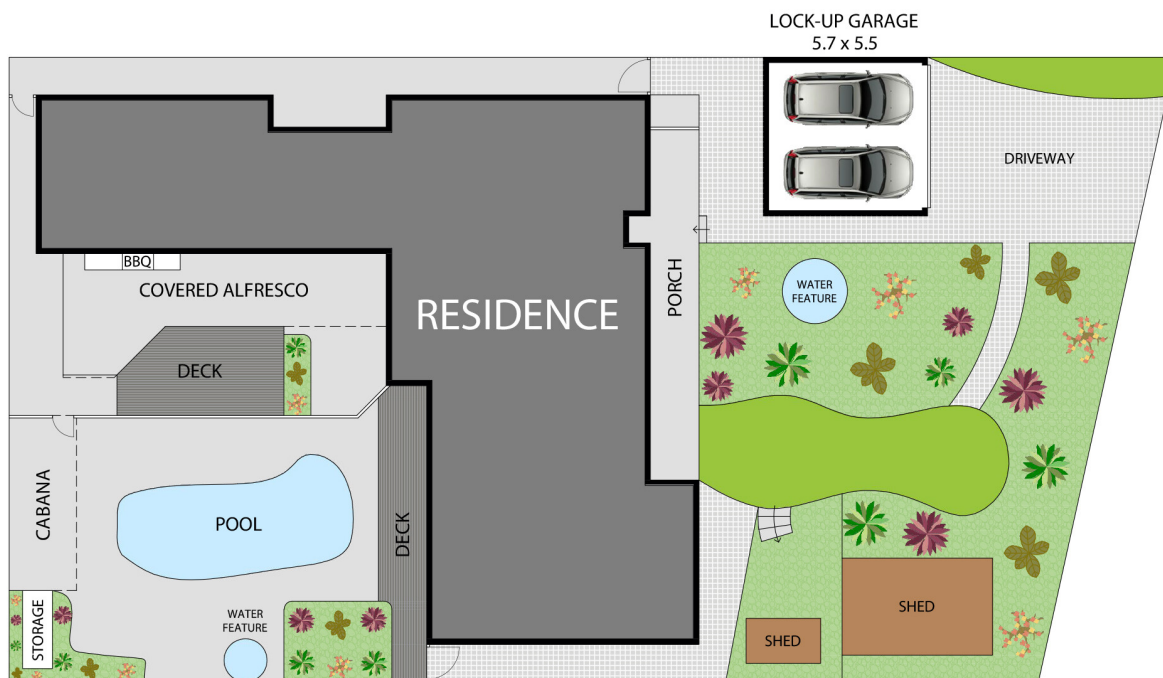 LOCK-UP GARAGE
5.7 x 5.5
DRIVEWAY
BBQ
COVERED ALFRESCO
RESIDENCE
PORCH
WATER
FEATURE
DECK
CABANA
POOL
DECK
STORAGE
WATER
FEATURE
SHED
SHED